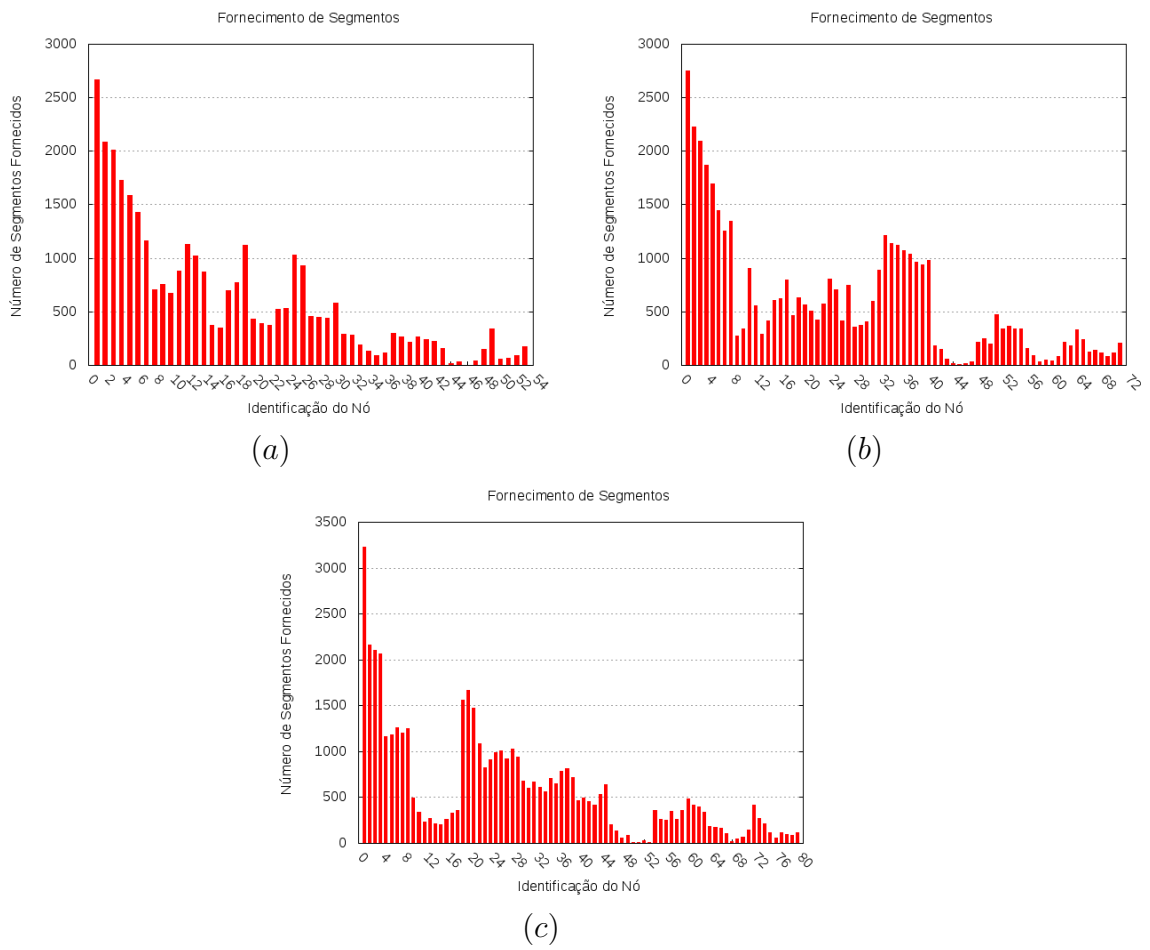 Fornecimento de Segmentos
Número de Segmentos Fornecidos
3000
2500
2000
1500
1000
500
0
0 2 4 6 8 10 12 14 16 18 20 22 24 26 28 30 32 34 36 38 40 42 44 46 48 50 52 54
Identificação do Nó
(a)
Fornecimento de Segmentos
Número de Segmentos Fornecidos
3000
2500
2000
1500
1000
500
0
0 4 8 12 16 20 24 28 32 36 40 44 48 52 56 60 64 68 72
Identificação do Nó
(b)
Fornecimento de Segmentos
Número de Segmentos Fornecidos
3500
3000
2500
2000
1500
1000
500
0
0 4 8 12 16 20 24 28 32 36 40 44 48 52 56 60 64 68 72 76 80
Identificação do Nó
(c)